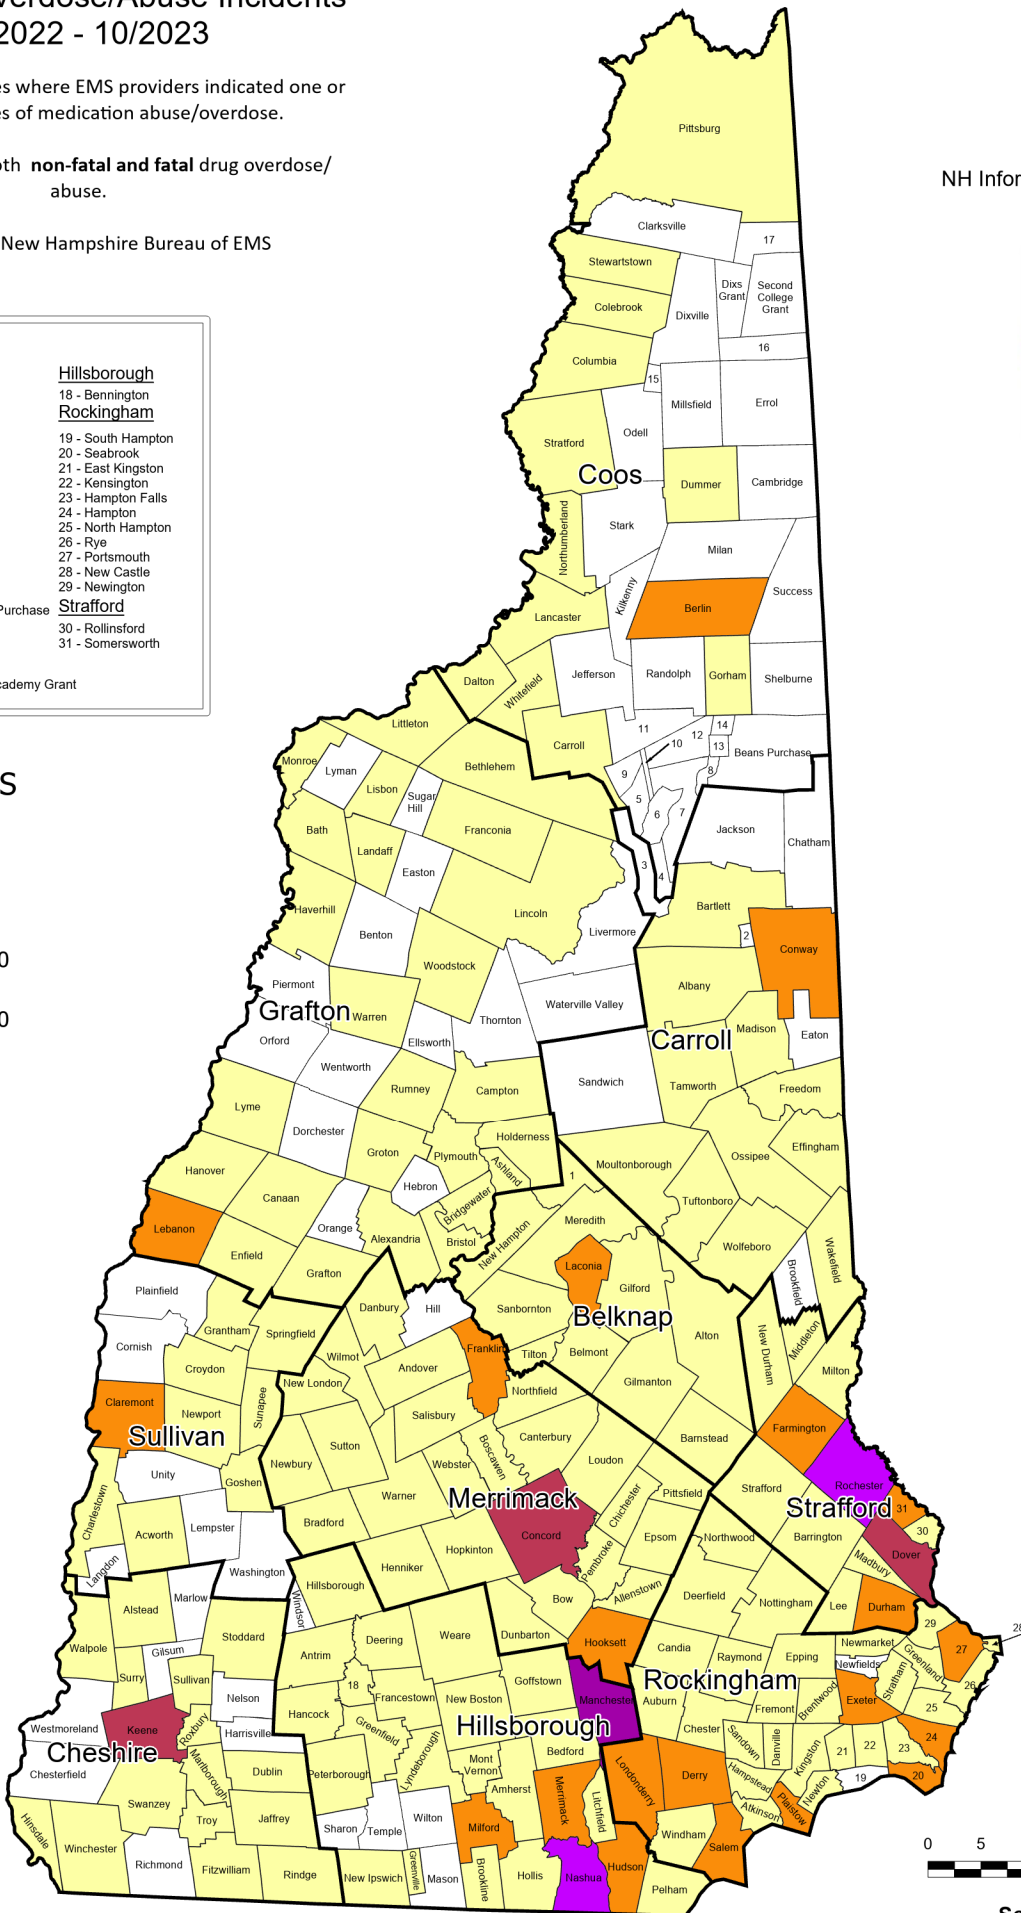 verdose/Abuse Incidents
2022 - 10/2023
es where EMS providers indicated one or
es of medication abuse/overdose.
oth non-fatal and fatal drug overdose/
abuse.
New Hampshire Bureau of EMS
NH Infor
Hillsborough
18 - Bennington
Rockingham
19 - South Hampton
20 - Seabrook
21 - East Kingston
22 - Kensington
23 - Hampton Falls
24 - Hampton
25 - North Hampton
26 - Rye
27 - Portsmouth
28 - New Castle
29 - Newington
Purchase
Strafford
30 - Rollinsford
31 - Somersworth
cademy Grant
S
0
0
Pittsburg
Clarksville
17
Stewartstown
Dixs
Grant
Second
College
Grant
Colebrook
Dixville
16
Columbia
15
Millsfield
Errol
Odell
Stratford
Coos
Dummer
Cambridge
Northumberland
Stark
Milan
Kilkenny
Success
Berlin
Lancaster
Jefferson
Randolph
Gorham
Shelburne
Dalton
Whitefield
Littleton
Carroll
11
14
12
10
13
Beans Purchase
Monroe
Lyman
Bethlehem
9
8
Lisbon
Sugar
Hill
5
6
7
Bath
Franconia
Jackson
Chatham
Landaff
Easton
3
4
Haverhill
Lincoln
Bartlett
Benton
Livermore
2
Conway
Woodstock
Piermont
Albany
Waterville Valley
Grafton
Warren
Thornton
Madison
Eaton
Orford
Ellsworth
Carroll
Wentworth
Sandwich
Rumney
Campton
Tamworth
Freedom
Lyme
Dorchester
Holderness
Effingham
Groton
Plymouth
Ossipee
Hanover
Ashland
Moultonborough
1
Hebron
Canaan
Bridgewater
Tuftonboro
Lebanon
Orange
Meredith
Alexandria
Bristol
New Hampton
Wolfeboro
Enfield
Wakefield
Grafton
Laconia
Brookfield
Plainfield
Gilford
Danbury
Hill
Sanbornton
Belknap
Grantham
Springfield
Cornish
Alton
New Durham
Middleton
Franklin
Tilton
Belmont
Wilmot
Andover
Croydon
Milton
New London
Gilmanton
Northfield
Claremont
Newport
Sunapee
Salisbury
Farmington
Sullivan
Sutton
Canterbury
Barnstead
Boscawen
Newbury
Webster
Loudon
Unity
Goshen
Rochester
Strafford
Charlestown
Warner
Merrimack
Chichester
Pittsfield
Strafford
31
Bradford
Lempster
Acworth
Concord
Epsom
Northwood
Barrington
30
Hopkinton
Dover
Langdon
Washington
Henniker
Pembroke
Madbury
Hillsborough
Windsor
Allenstown
Deerfield
Nottingham
Lee
Durham
Marlow
Bow
Alstead
29
28
Stoddard
Deering
Weare
Dunbarton
Hooksett
Candia
Newmarket
27
Walpole
Gilsum
Antrim
Raymond
Epping
Newfields
Greenland
Surry
Sullivan
Goffstown
Rockingham
Stratham
26
Nelson
18
Francestown
New Boston
Manchester
Auburn
Brentwood
Exeter
Hancock
Fremont
25
Westmoreland
Keene
Roxbury
Harrisville
Greenfield
Hillsborough
Chester
Sandown
Danville
24
Cheshire
Lyndeborough
Mont
Vernon
Bedford
Kingston
21
22
23
Chesterfield
Marlborough
Dublin
Peterborough
Londonderry
Derry
Hampstead
19
20
Amherst
Merrimack
Litchfield
Newton
Plaistow
Swanzey
Atkinson
Hinsdale
Troy
Jaffrey
Sharon
Temple
Wilton
Milford
Windham
Winchester
Salem
Richmond
Fitzwilliam
Rindge
New Ipswich
Greenville
Mason
Brookline
Hollis
Nashua
Hudson
Pelham
0 5